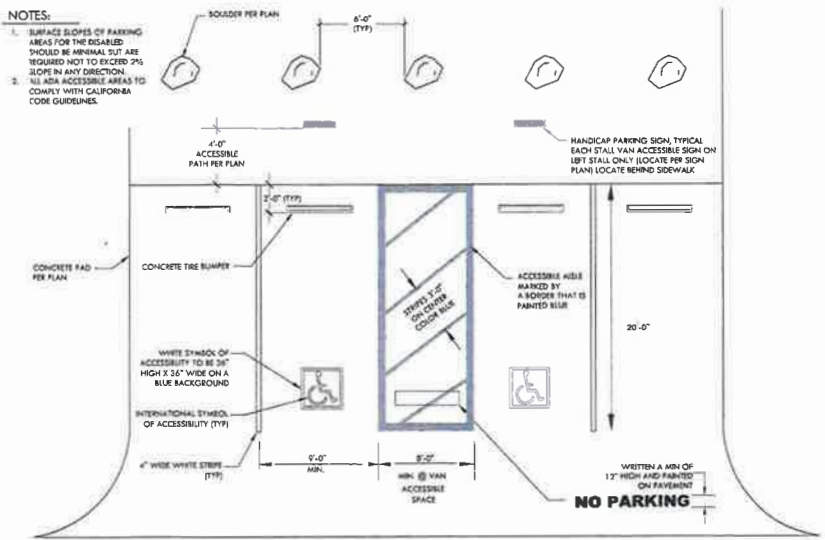 NOTES:
1. SURFACE SLOPES OF PARKING
AREAS FOR THE DISABLED
SHOULD BE MINIMAL BUT ARE
REQUIRED NOT TO EXCEED 2%
SLOPE IN ANY DIRECTION.
2. ALL ADA ACCESSIBLE AREAS TO
COMPLY WITH CALIFORNIA
CODE GUIDELINES.
BOULDER PER PLAN
6'-0"
(TYP)
4'-0"
ACCESSIBLE
PATH PER PLAN
HANDICAP PARKING SIGN, TYPICAL
EACH STALL VAN ACCESSIBLE SIGN ON
LEFT STALL ONLY (LOCATE PER SIGN
PLAN) LOCATE BEHIND SIDEWALK
2'-0" (TYP)
CONCRETE PAD
PER PLAN
CONCRETE TIRE BUMPER
STRIPES 3'-0"
ON CENTER
COLOR BLUE
ACCESSIBLE AISLE
MARKED BY
A BORDER THAT IS
PAINTED BLUE
20'-0"
WHITE SYMBOL OF
ACCESSIBILITY TO BE 36"
HIGH X 36" WIDE ON A
BLUE BACKGROUND
INTERNATIONAL SYMBOL
OF ACCESSIBILITY (TYP)
4" WIDE WHITE STRIPE
(TYP)
9'-0"
MIN.
8'-0"
MIN. @ VAN
ACCESSIBLE
SPACE
WRITTEN A MIN OF
12" HIGH AND PAINTED
ON PAVEMENT
NO PARKING